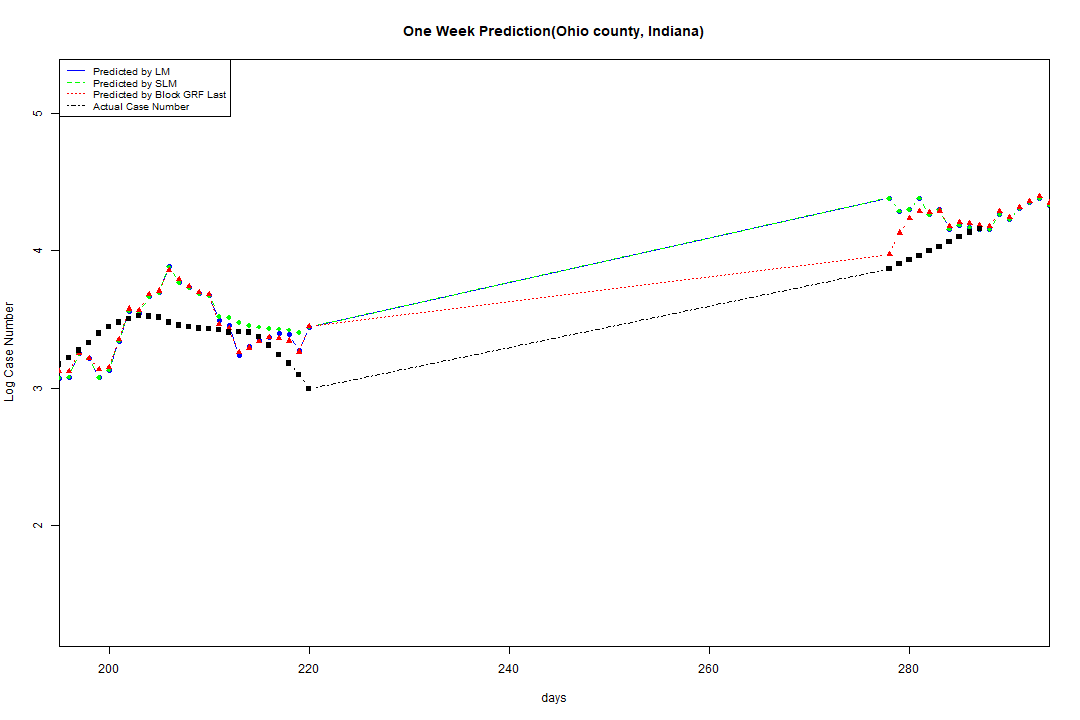 One Week Prediction(Ohio county, Indiana)
Predicted by LM
Predicted by SLM
Predicted by Block GRF Last
Actual Case Number
5
4
3
2
Log Case Number
200 220 240 260 280
days